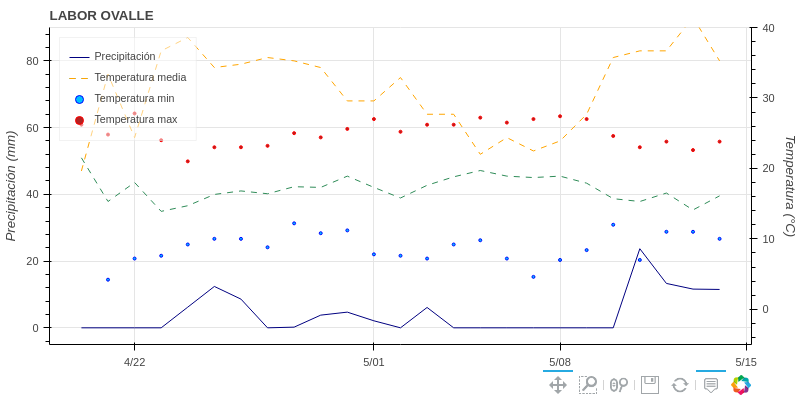 LABOR OVALLE
Precipitación
Temperatura media
Temperatura min
Temperatura max
Precipitación (mm)
80
60
40
20
0
Temperatura (°C)
40
30
20
10
0
4/22
5/01
5/08
5/15